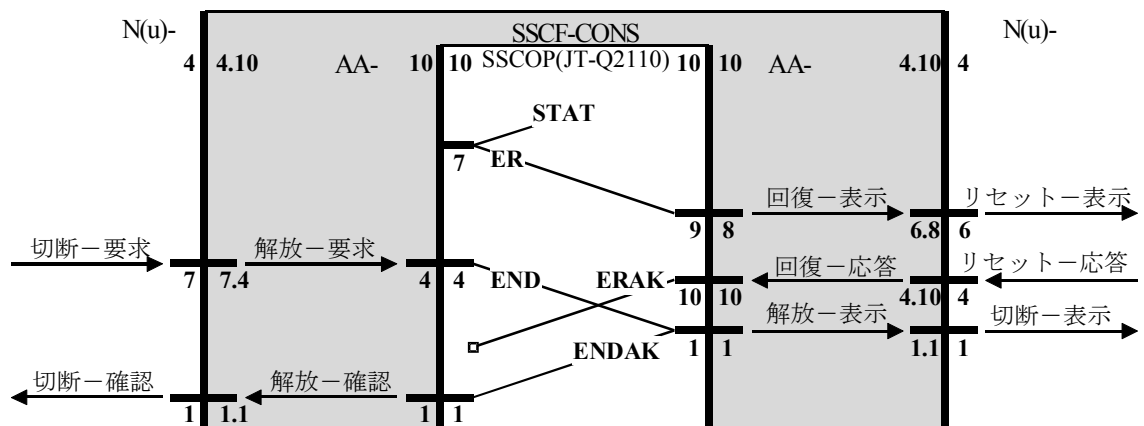 N(u)- SSCF-CONS N(u)-
4 4.10 AA- 10 10 SSCOP(JT-Q2110) 10 10 AA- 4.10 4
STAT
7 ER
回復－表示 リセット－表示
9 8 6.8 6
切断－要求 解放－要求
7 7.4 4 4 END ERAK 回復－応答 リセット－応答
10 10 4.10 4
解放－表示 切断－表示
1 1 1.1 1
ENDAK
切断－確認 解放－確認
1 1.1 1 1